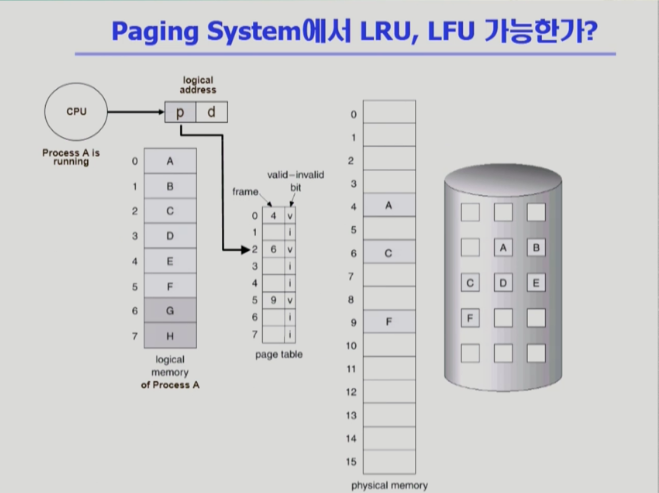 Paging System에서 LRU, LFU 가능한가?
logical
address
CPU
p d
Process A is
running
0 A
1 B
2 C
3 D
4 E
5 F
6 G
7 H
logical
memory
of Process A
valid–invalid
bit
frame
0 4 v
1 i
2 6 v
3 i
4 i
5 9 v
6 i
7 i
page table
0
1
2
3
4 A
5
6 C
7
8
9 F
10
11
12
13
14
15
physical memory
A B
C D E
F